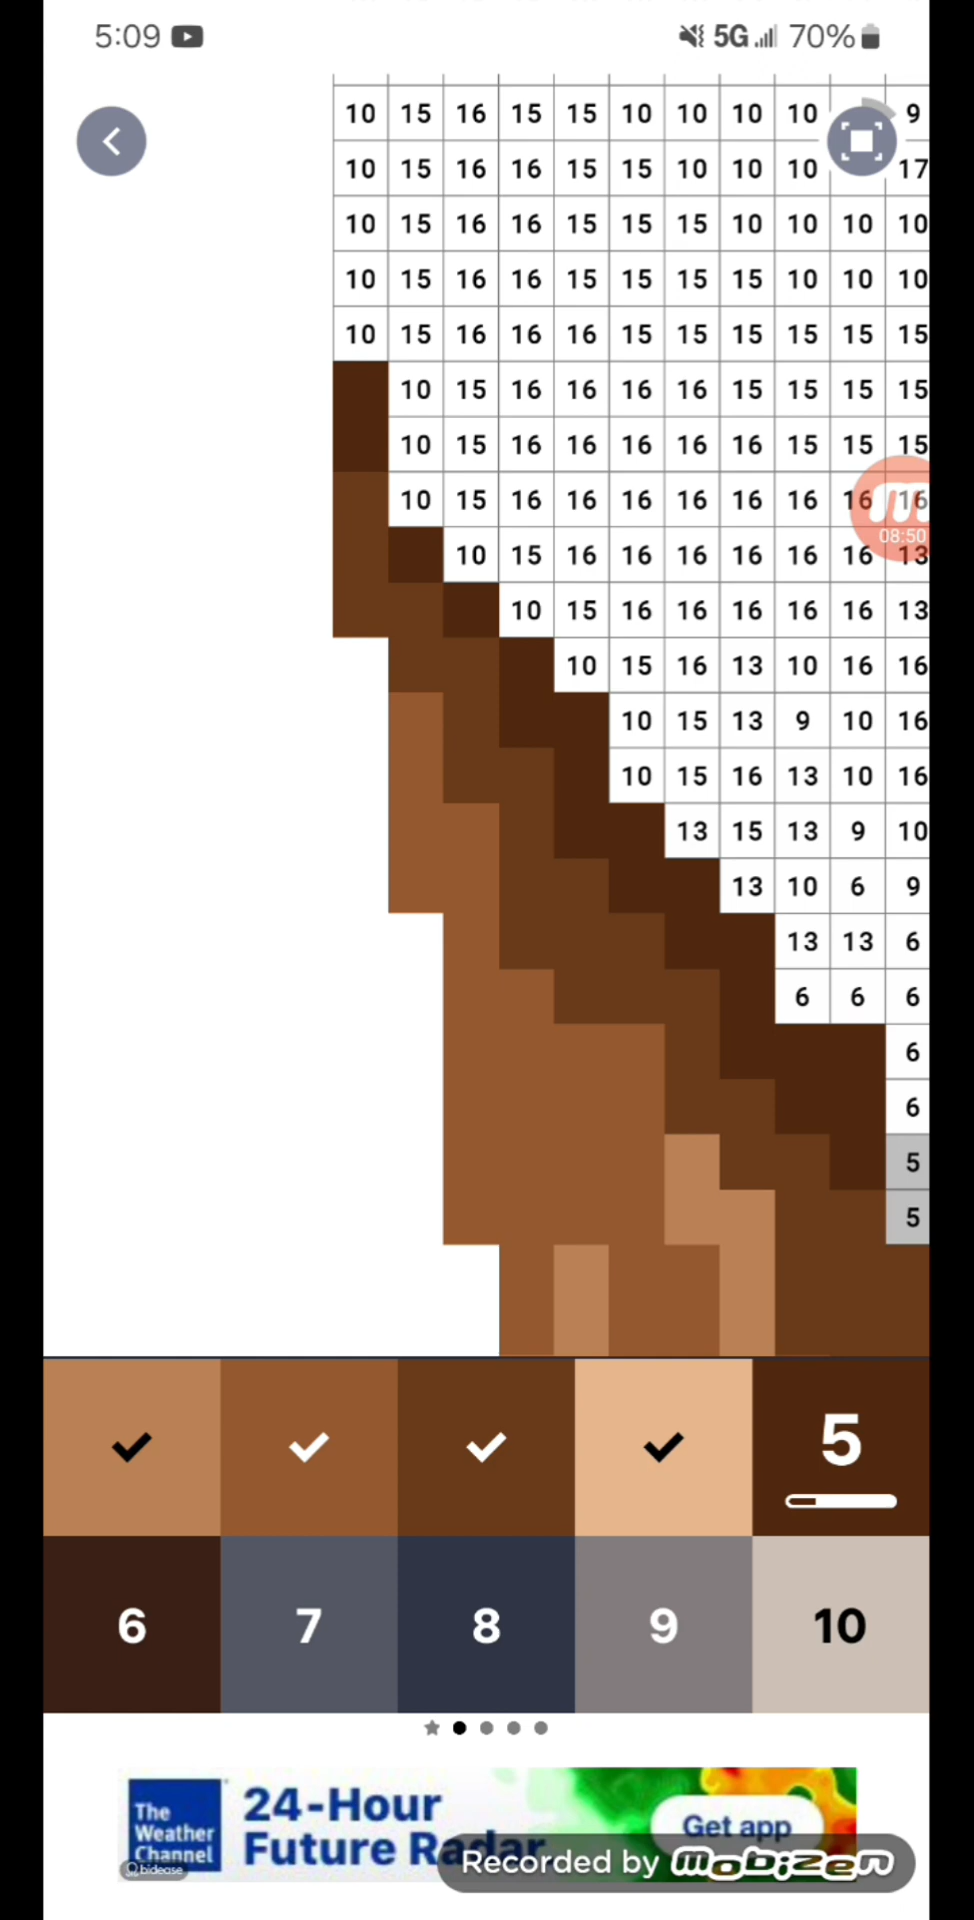 5:09 5G 70%
10 15 16 15 15 10 10 10 10 9
10 15 16 16 15 15 10 10 10 17
10 15 16 16 15 15 15 10 10 10 10
10 15 16 16 15 15 15 15 10 10 10
10 15 16 16 16 15 15 15 15 15 15
10 15 16 16 16 16 15 15 15 15
10 15 16 16 16 16 16 15 15 15
10 15 16 16 16 16 16 16 16 16
08:50
10 15 16 16 16 16 16 16 13
10 15 16 16 16 16 16 13
10 15 16 13 10 16 16
10 15 13 9 10 16
10 15 16 13 10 16
13 15 13 9 10
13 10 6 9
13 13 6
6 6 6
6
6
5
5
5
6 7 8 9 10
The
Weather
Channel
bidease
24-Hour
Future Radar
Get app
Recorded by mobizen